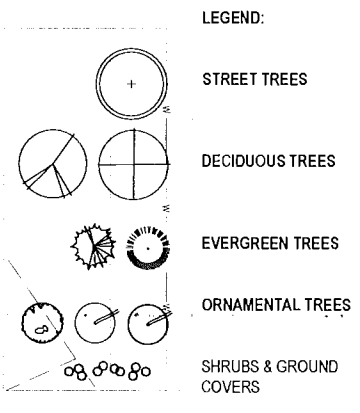 LEGEND:
STREET TREES
DECIDUOUS TREES
EVERGREEN TREES
ORNAMENTAL TREES
SHRUBS & GROUND
COVERS